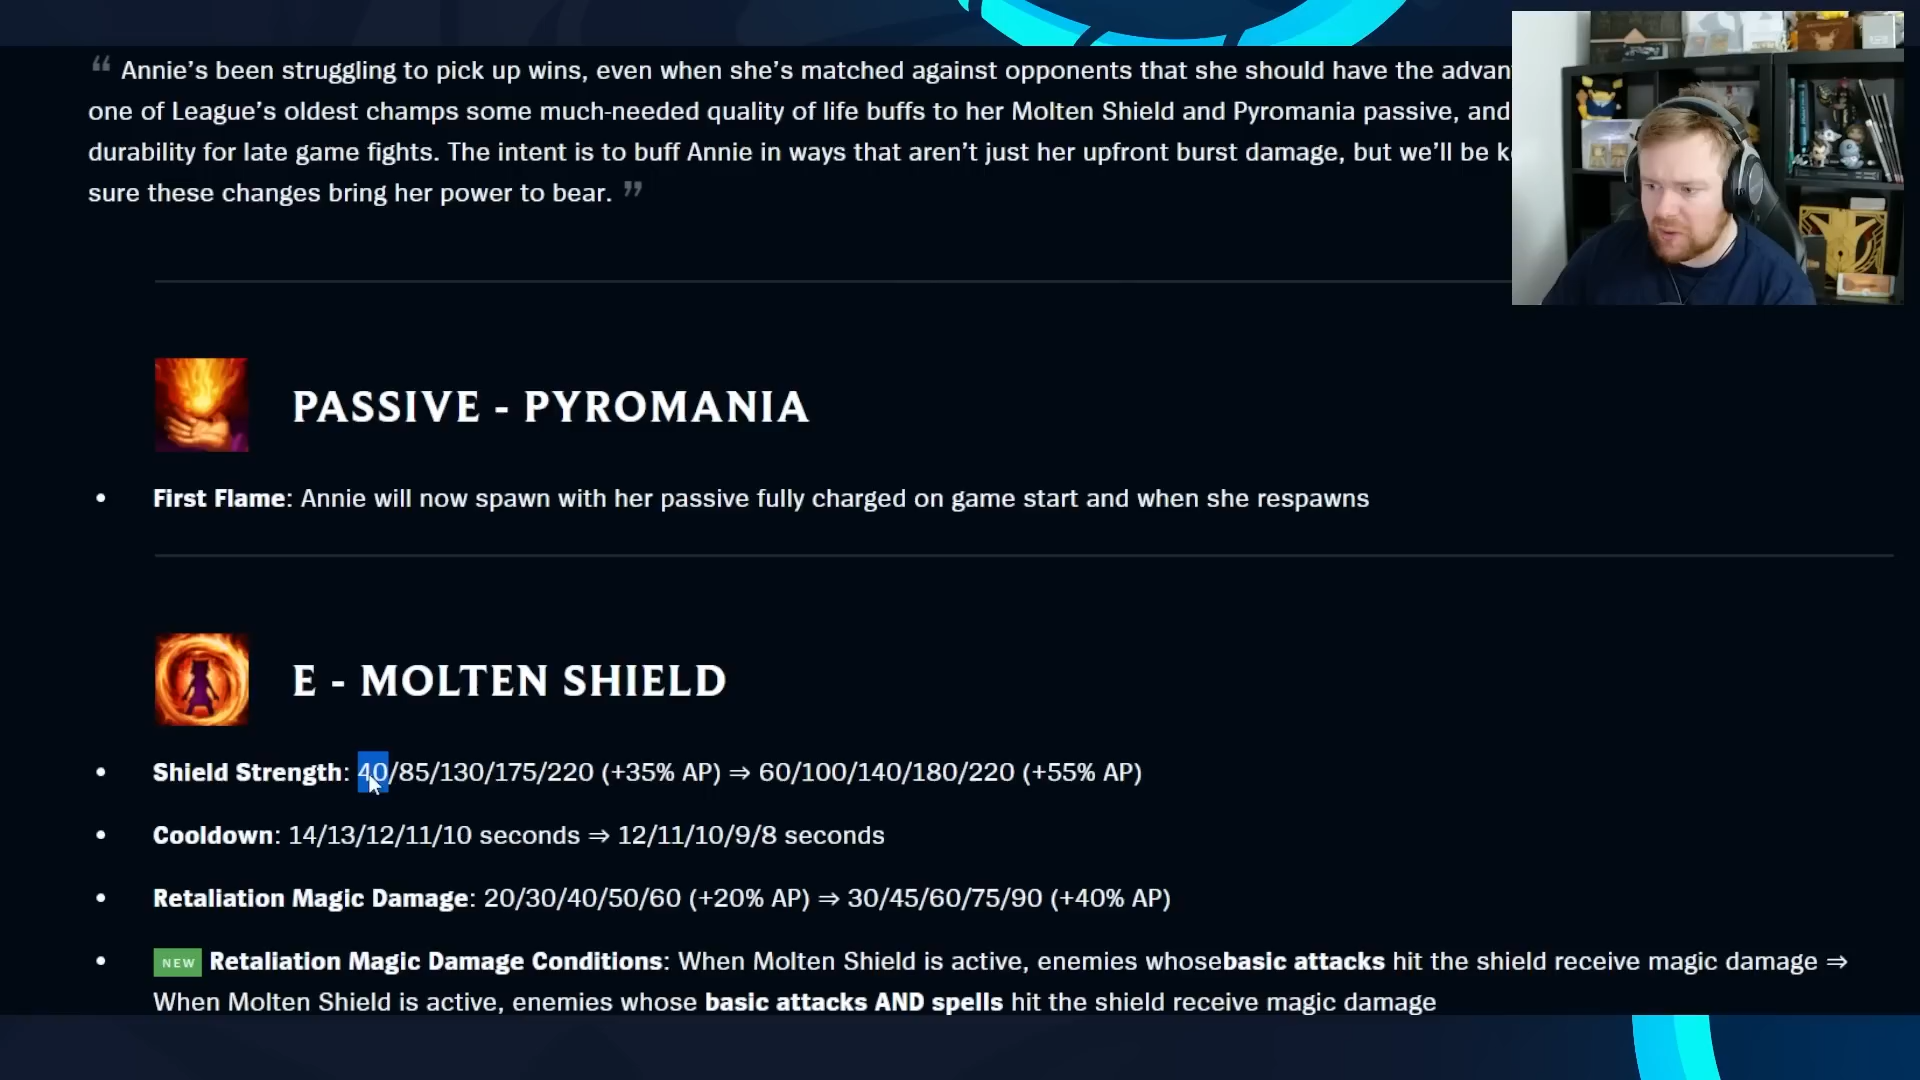 “ Annie’s been struggling to pick up wins, even when she’s matched against opponents that she should have the
one of League’s oldest champs some much-needed quality of life buffs to her Molten Shield and Pyromania passive, and
durability for late game fights. The intent is to buff Annie in ways that aren’t just her upfront burst damage, but we’ll be
sure these changes bring her power to bear. ”
PASSIVE - PYROMANIA
• First Flame: Annie will now spawn with her passive fully charged on game start and when she respawns
E - MOLTEN SHIELD
• Shield Strength: 40/85/130/175/220 (+35% AP) ⇒ 60/100/140/180/220 (+55% AP)
• Cooldown: 14/13/12/11/10 seconds ⇒ 12/11/10/9/8 seconds
• Retaliation Magic Damage: 20/30/40/50/60 (+20% AP) ⇒ 30/45/60/75/90 (+40% AP)
• NEW Retaliation Magic Damage Conditions: When Molten Shield is active, enemies whosebasic attacks hit the shield receive magic damage ⇒
When Molten Shield is active, enemies whose basic attacks AND spells hit the shield receive magic damage